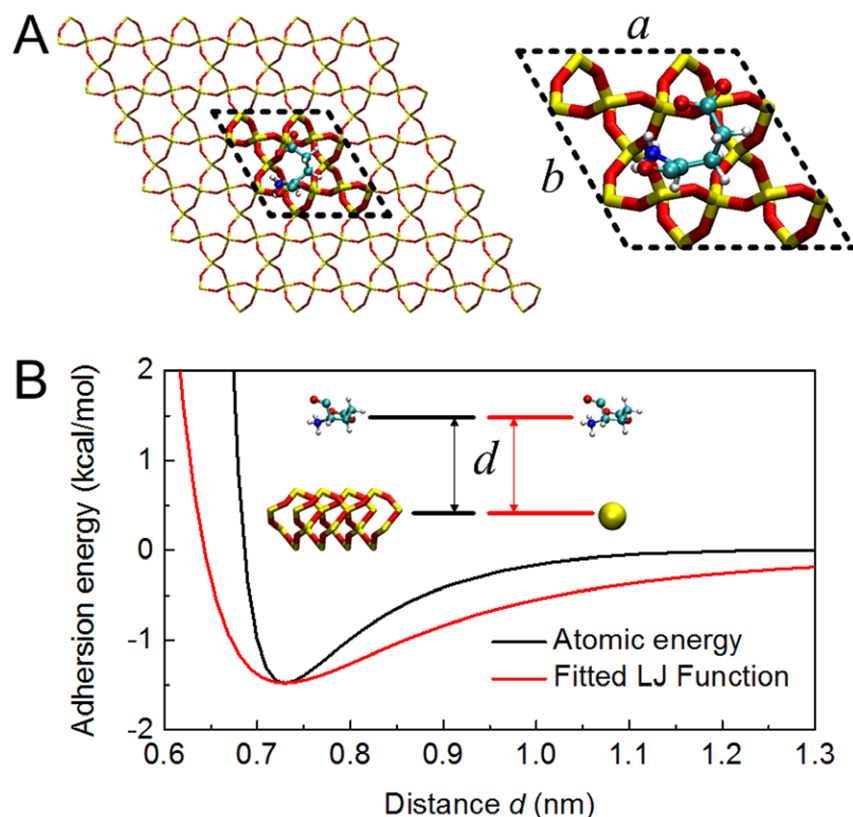 A
a
b
B
d
Adhersion energy (kcal/mol)
2
1
0
-1
-2
Atomic energy
Fitted LJ Function
0.6 0.7 0.8 0.9 1.0 1.1 1.2 1.3
Distance d (nm)